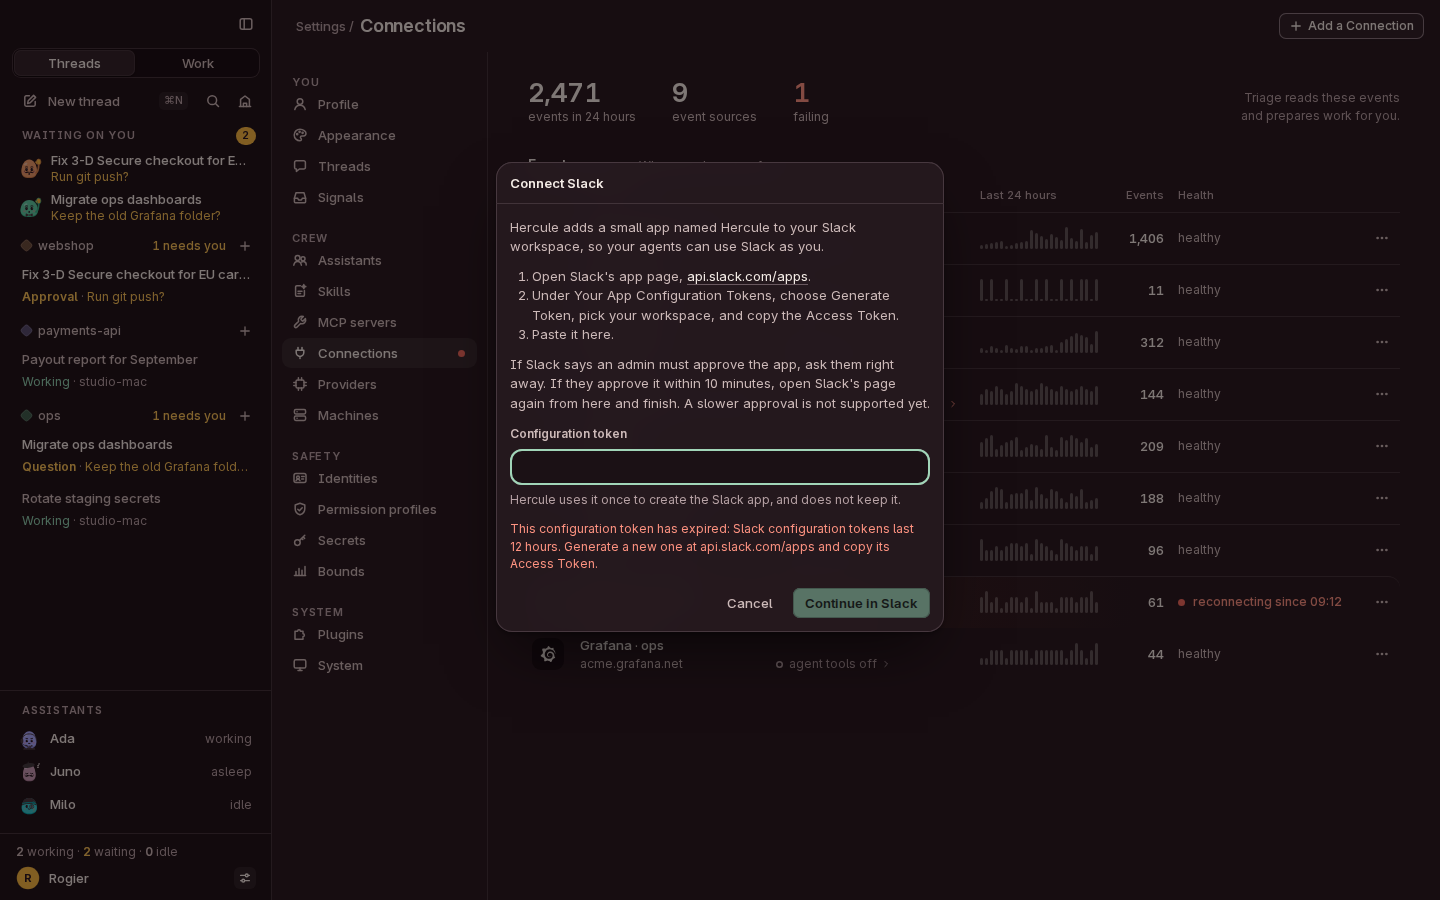 Settings / Connections
Add a Connection
Threads
Work
New thread
⌘N
WAITING ON YOU
2
Fix 3-D Secure checkout for E…
Run git push?
Migrate ops dashboards
Keep the old Grafana folder?
webshop
1 needs you
Fix 3-D Secure checkout for EU car…
Approval · Run git push?
payments-api
Payout report for September
Working · studio-mac
ops
1 needs you
Migrate ops dashboards
Question · Keep the old Grafana fold…
Rotate staging secrets
Working · studio-mac
ASSISTANTS
Ada
working
Juno
asleep
Milo
idle
2 working · 2 waiting · 0 idle
R
Rogier
YOU
Profile
Appearance
Threads
Signals
CREW
Assistants
Skills
MCP servers
Connections
Providers
Machines
SAFETY
Identities
Permission profiles
Secrets
Bounds
SYSTEM
Plugins
System
2,471
events in 24 hours
9
event sources
1
failing
Triage reads these events
and prepares work for you.
Last 24 hours
Events
Health
1,406
healthy
11
healthy
312
healthy
144
healthy
209
healthy
188
healthy
96
healthy
61
reconnecting since 09:12
Grafana · ops
acme.grafana.net
agent tools off
44
healthy
Connect Slack
Hercule adds a small app named Hercule to your Slack
workspace, so your agents can use Slack as you.
1. Open Slack's app page, api.slack.com/apps.
2. Under Your App Configuration Tokens, choose Generate
Token, pick your workspace, and copy the Access Token.
3. Paste it here.
If Slack says an admin must approve the app, ask them right
away. If they approve it within 10 minutes, open Slack's page
again from here and finish. A slower approval is not supported yet.
Configuration token
Hercule uses it once to create the Slack app, and does not keep it.
This configuration token has expired: Slack configuration tokens last
12 hours. Generate a new one at api.slack.com/apps and copy its
Access Token.
Cancel
Continue in Slack